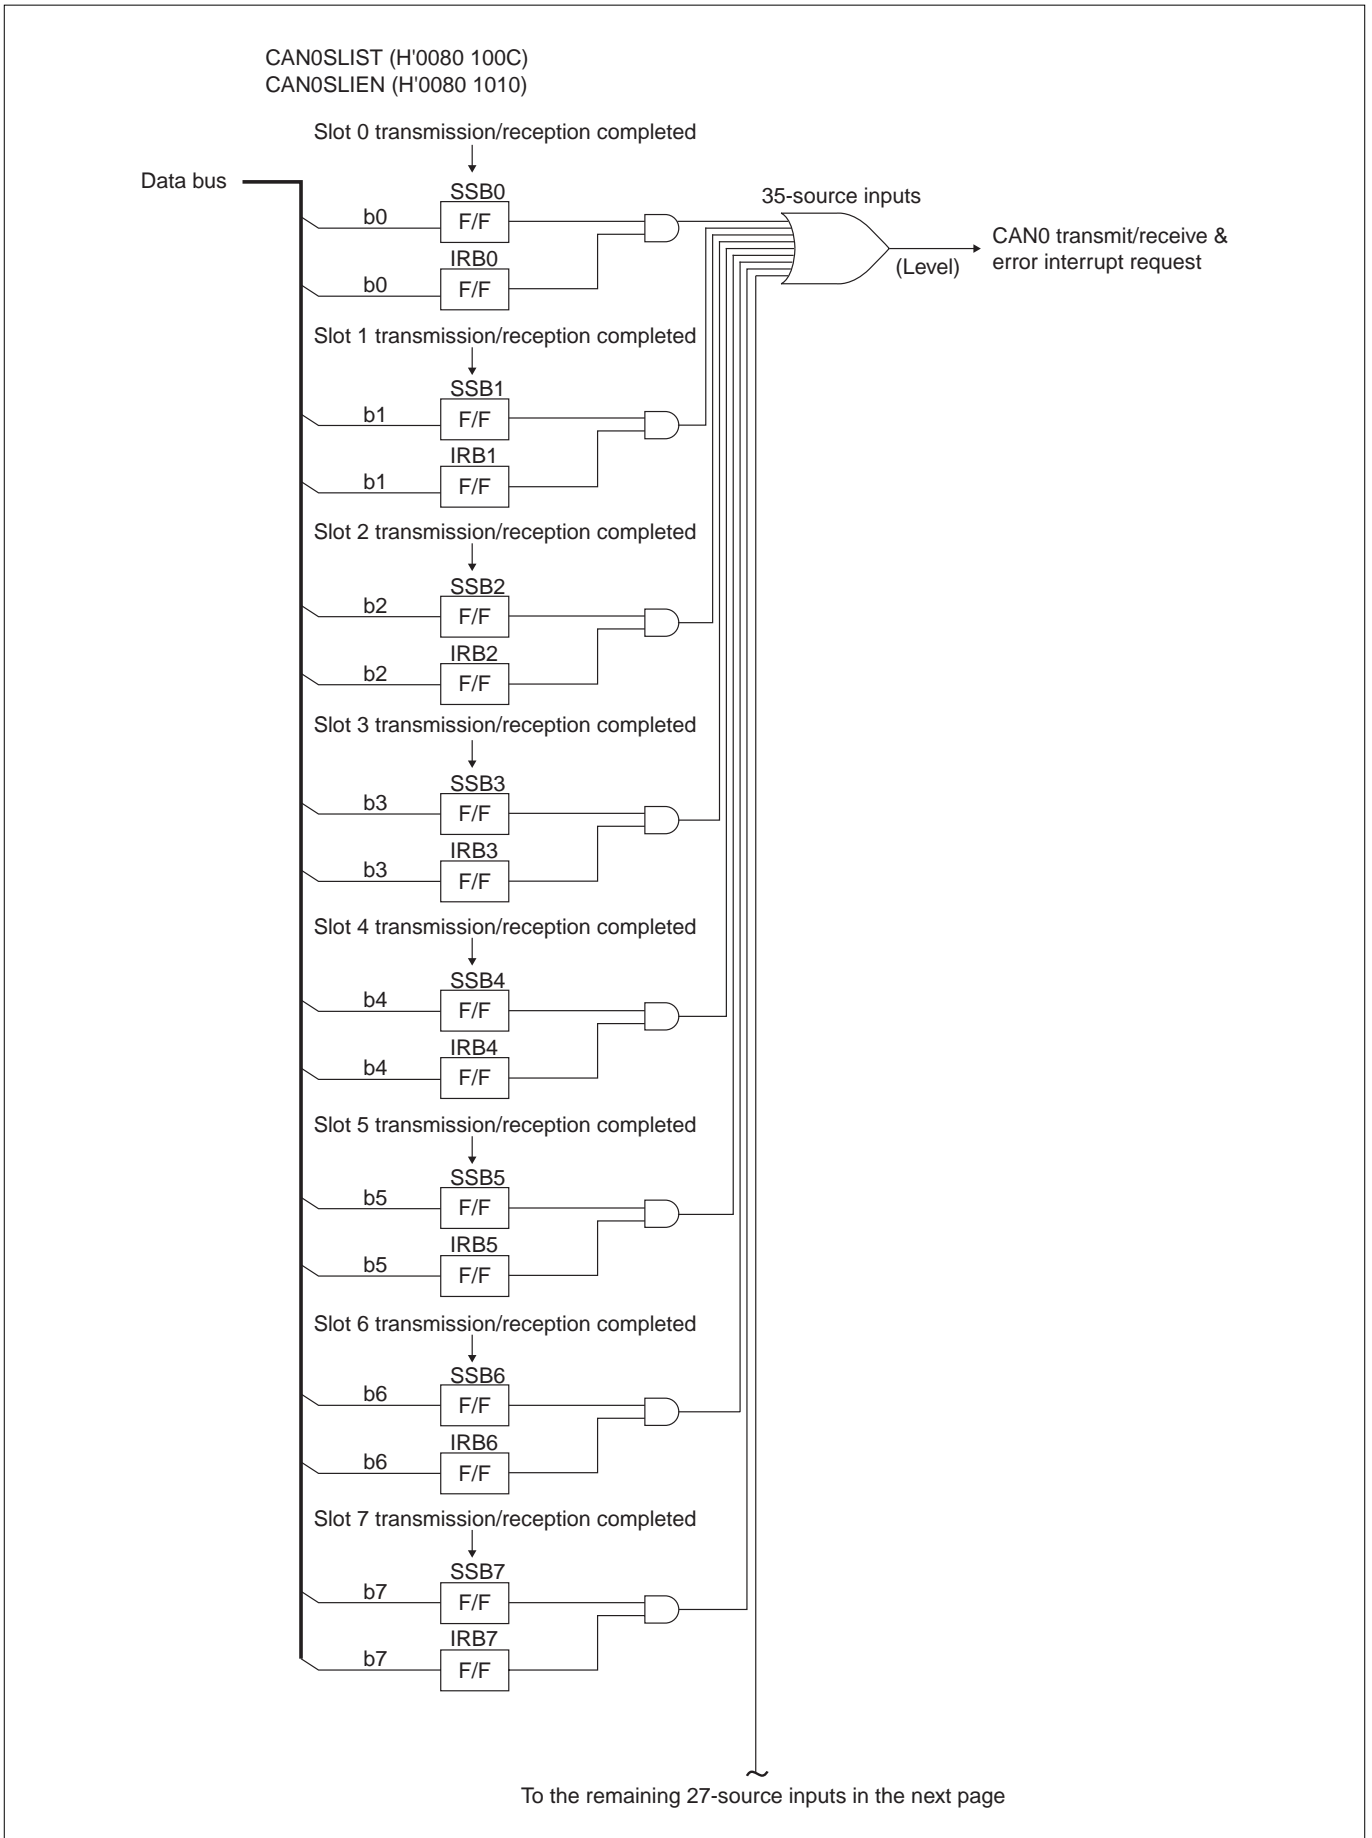 CAN0SLIST (H'0080 100C)
CAN0SLIEN (H'0080 1010)
Slot 0 transmission/reception completed
Data bus
SSB0
b0
F/F
IRB0
b0
F/F
35-source inputs
(Level)
CAN0 transmit/receive &
error interrupt request
Slot 1 transmission/reception completed
SSB1
b1
F/F
IRB1
b1
F/F
Slot 2 transmission/reception completed
SSB2
b2
F/F
IRB2
b2
F/F
Slot 3 transmission/reception completed
SSB3
b3
F/F
IRB3
b3
F/F
Slot 4 transmission/reception completed
SSB4
b4
F/F
IRB4
b4
F/F
Slot 5 transmission/reception completed
SSB5
b5
F/F
IRB5
b5
F/F
Slot 6 transmission/reception completed
SSB6
b6
F/F
IRB6
b6
F/F
Slot 7 transmission/reception completed
SSB7
b7
F/F
IRB7
b7
F/F
To the remaining 27-source inputs in the next page